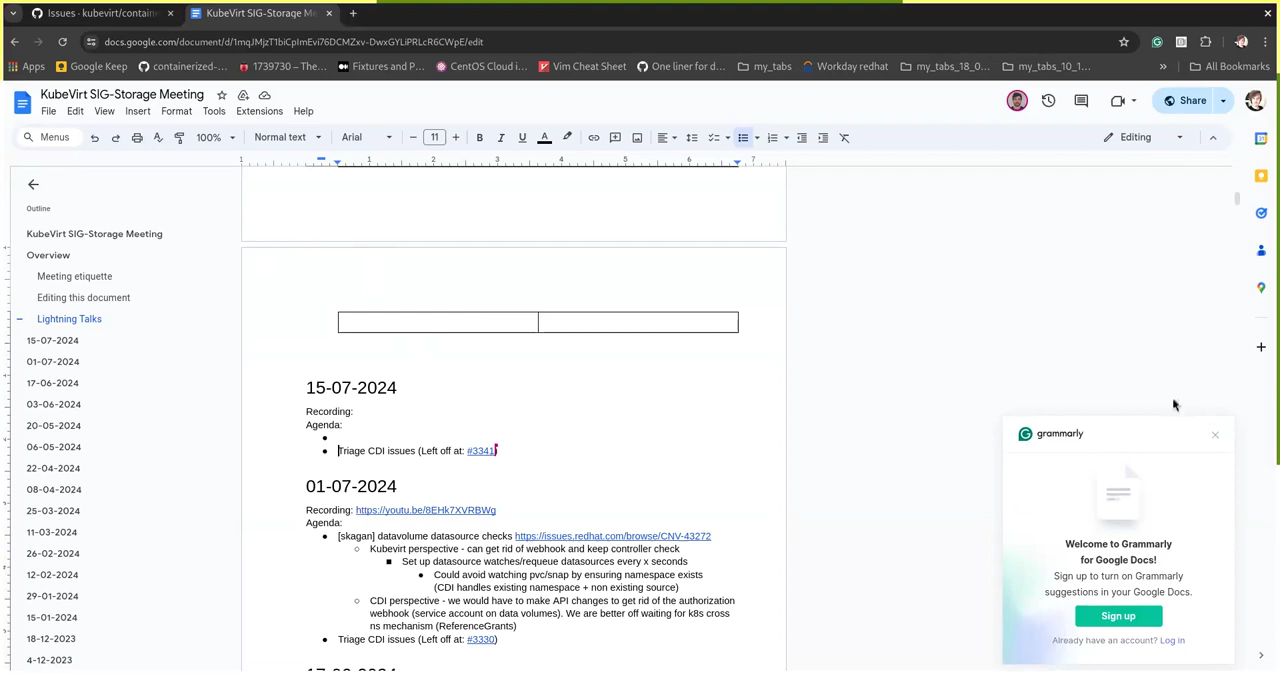 Issues · kubevirt/contain
KubeVirt SIG-Storage Me
docs.google.com/document/d/1mqJMjzT1biCpImEvi76DCMZxv-DwxGYLiPRLcR6CWpE/edit
Apps
Google Keep
containerized-...
1739730 – The...
Fixtures and P...
CentOS Cloud i...
Vim Cheat Sheet
One liner for d...
my_tabs
Workday redhat
my_tabs_18_0...
my_tabs_10_1...
All Bookmarks
KubeVirt SIG-Storage Meeting
File Edit View Insert Format Tools Extensions Help
Share
Menus
100%
Normal text
Arial
11
Editing
1 1 2 3 4 5 6 7
Outline
KubeVirt SIG-Storage Meeting
Overview
Meeting etiquette
Editing this document
Lightning Talks
15-07-2024
01-07-2024
17-06-2024
03-06-2024
20-05-2024
06-05-2024
22-04-2024
08-04-2024
25-03-2024
11-03-2024
26-02-2024
12-02-2024
29-01-2024
15-01-2024
18-12-2023
4-12-2023
15-07-2024
Recording:
Agenda:
Triage CDI issues (Left off at: #3341)
01-07-2024
Recording: https://youtu.be/8EHk7XVRBWg
Agenda:
[skagan] datavolume datasource checks https://issues.redhat.com/browse/CNV-43272
Kubevirt perspective - can get rid of webhook and keep controller check
Set up datasource watches/requeue datasources every x seconds
Could avoid watching pvc/snap by ensuring namespace exists
(CDI handles existing namespace + non existing source)
CDI perspective - we would have to make API changes to get rid of the authorization
webhook (service account on data volumes). We are better off waiting for k8s cross
ns mechanism (ReferenceGrants)
Triage CDI issues (Left off at: #3330)
grammarly
Welcome to Grammarly
for Google Docs!
Sign up to turn on Grammarly
suggestions in your Google Docs.
Sign up
Already have an account? Log in